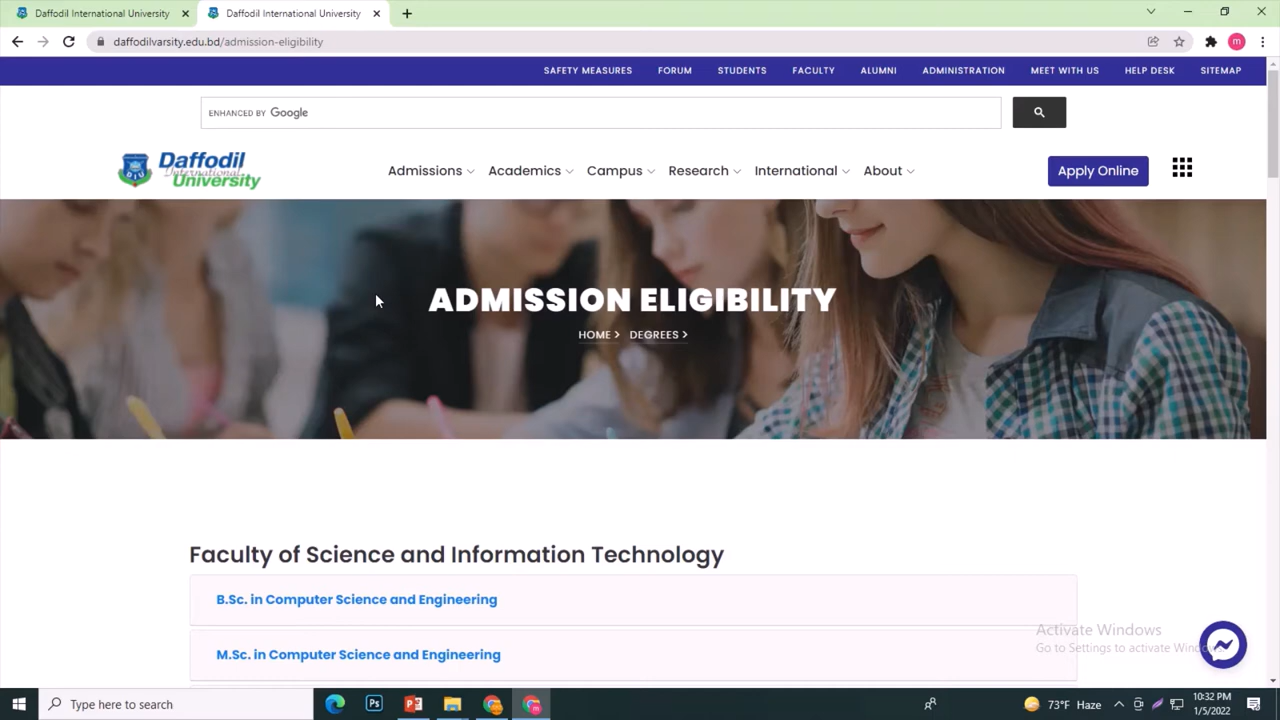 Daffodil International University
Daffodil International University
daffodilvarsity.edu.bd/admission-eligibility
m
SAFETY MEASURES FORUM STUDENTS FACULTY ALUMNI ADMINISTRATION MEET WITH US HELP DESK SITEMAP
ENHANCED BY Google
DIU
Daffodil
International
University
Admissions Academics Campus Research International About
Apply Online
ADMISSION ELIGIBILITY
HOME > DEGREES >
Faculty of Science and Information Technology
B.Sc. in Computer Science and Engineering
M.Sc. in Computer Science and Engineering
Activate Windows
Go to Settings to activate Windows.
Type here to search
Ps
73°F Haze
10:32 PM
1/5/2022